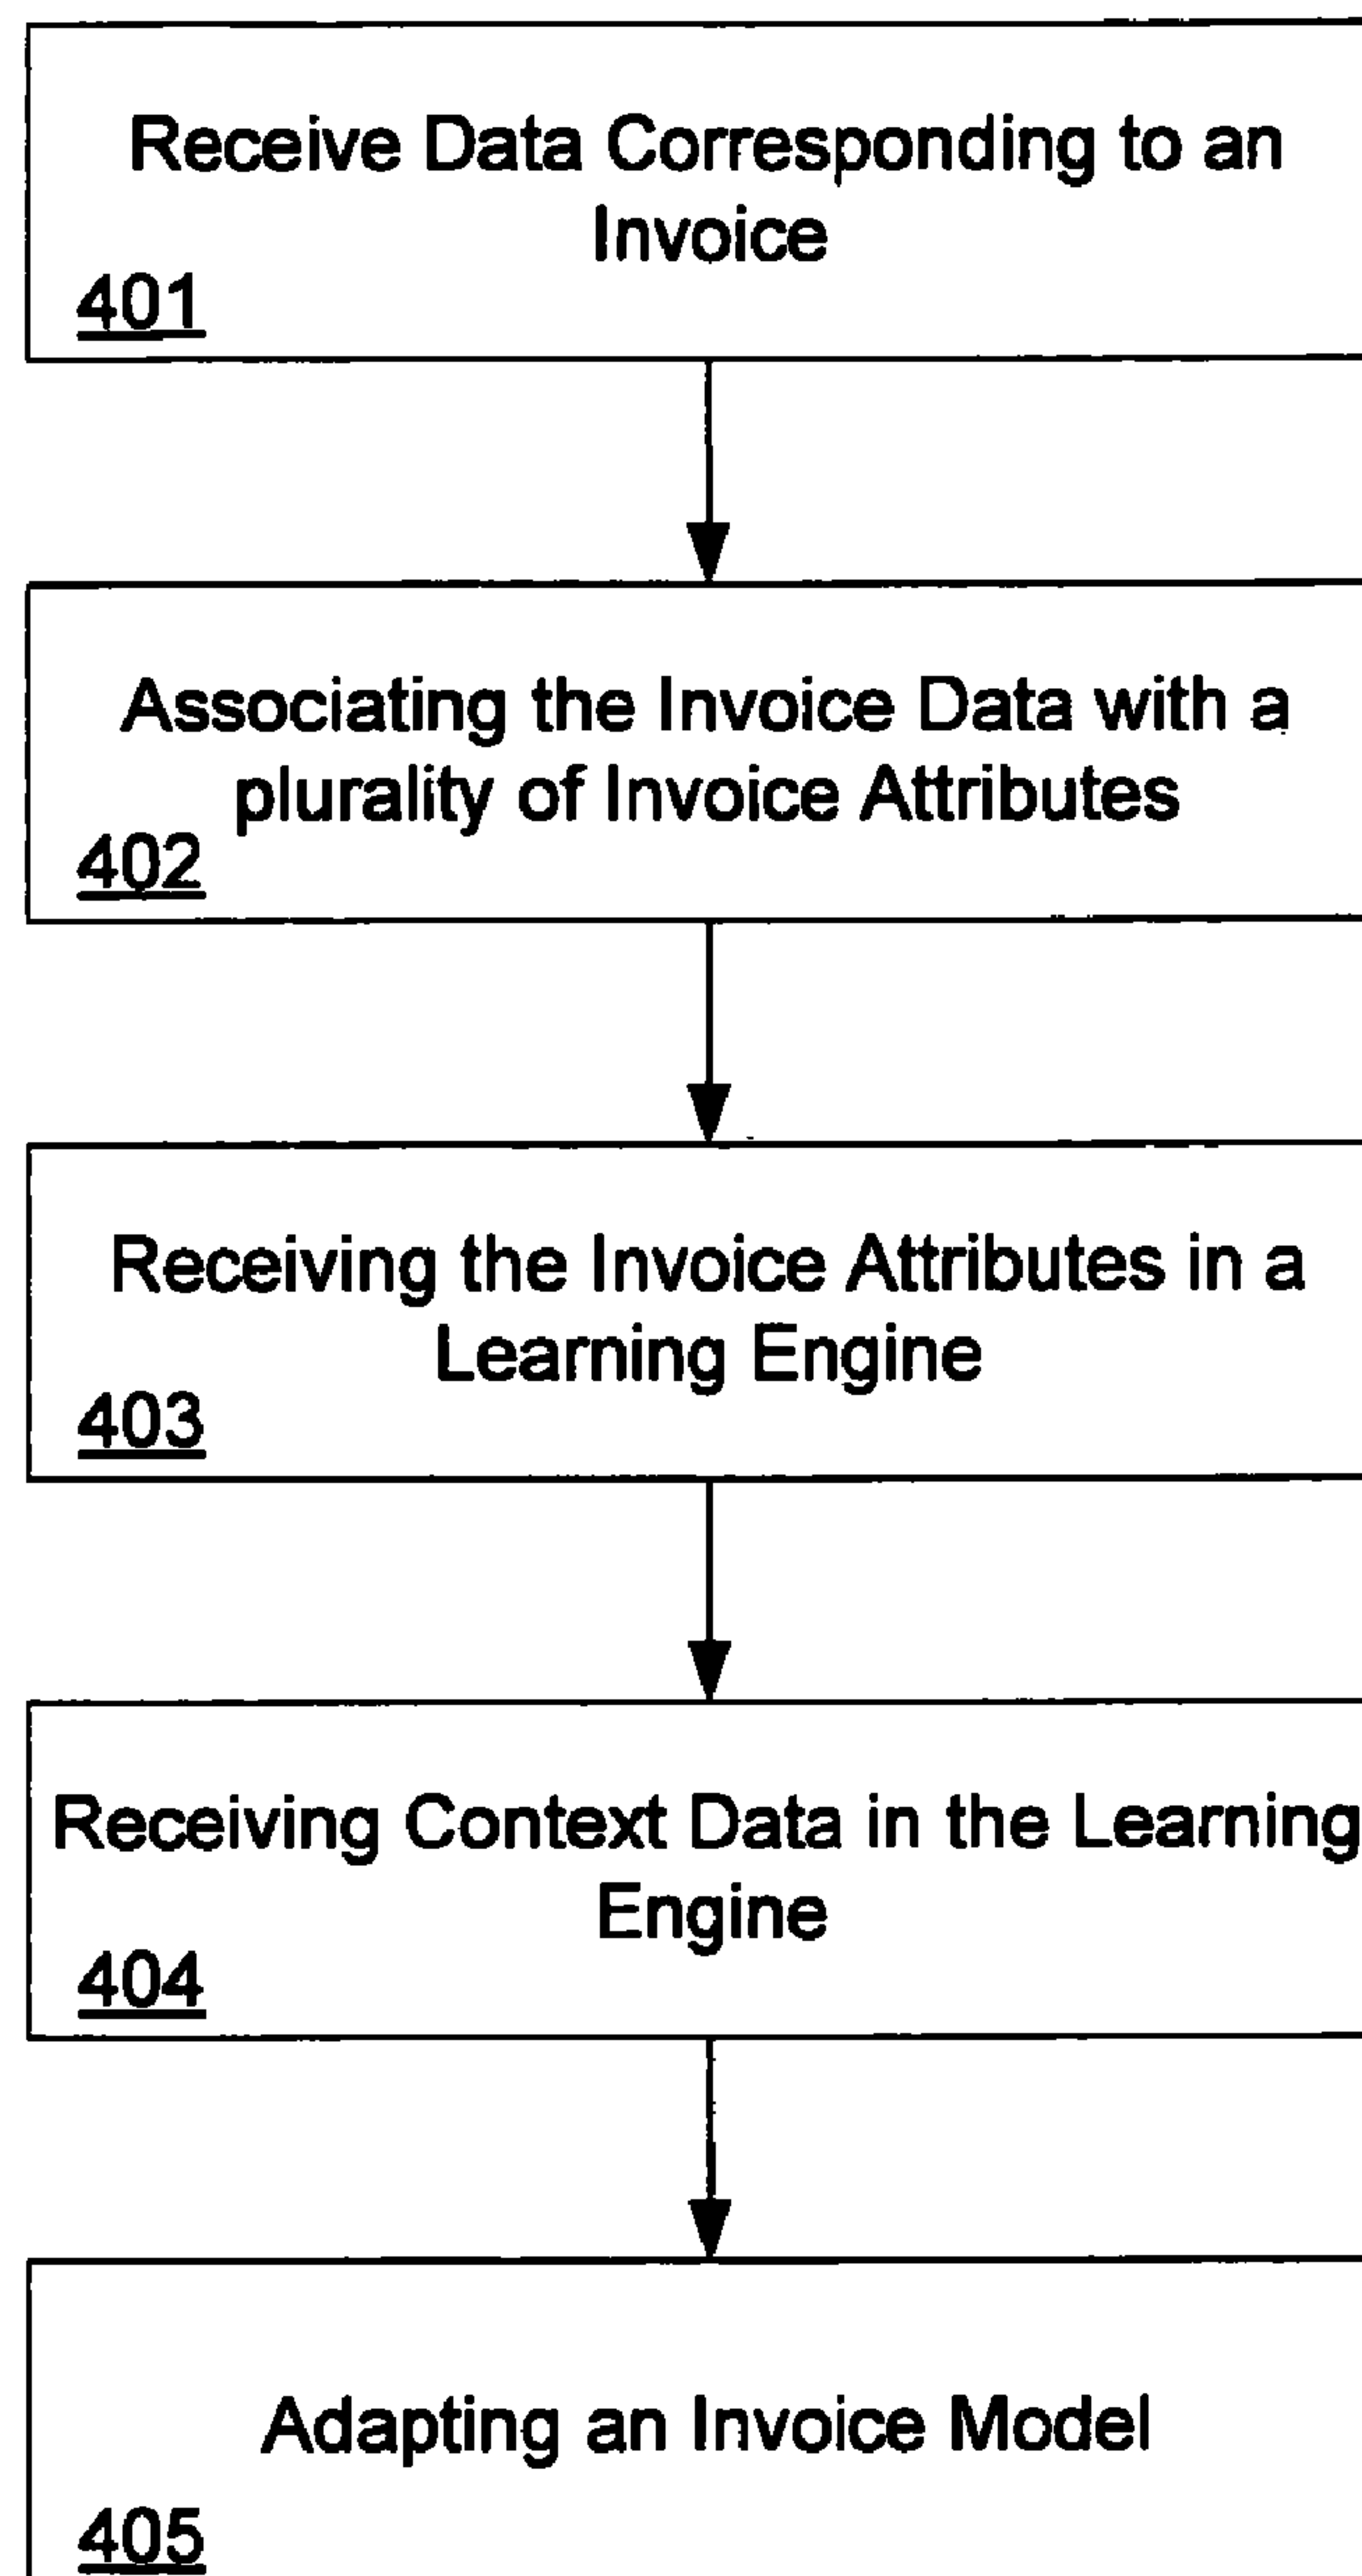 Receive Data Corresponding to an
Invoice
401
Associating the Invoice Data with a
plurality of Invoice Attributes
402
Receiving the Invoice Attributes in a
Learning Engine
403
Receiving Context Data in the Learning
Engine
404
Adapting an Invoice Model
405